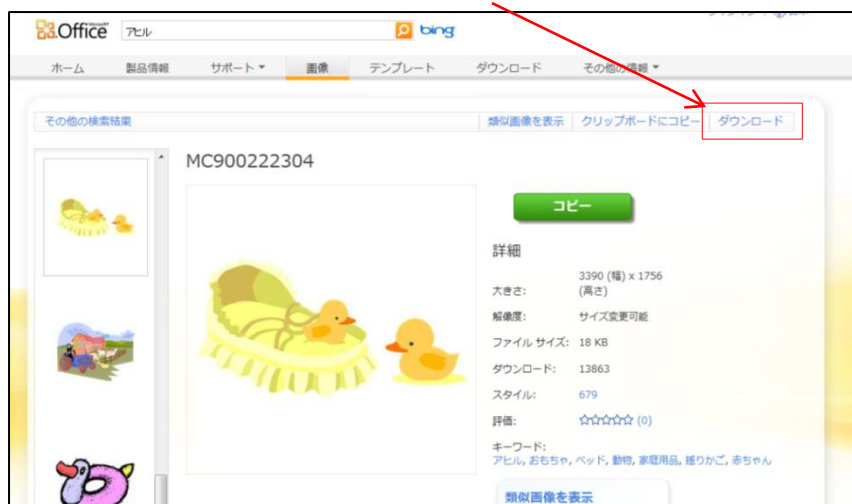 Office アヒル bing
ホーム 製品情報 サポート 画像 テンプレート ダウンロード その他の情報
その他の検索結果 類似画像を表示 クリップボードにコピー ダウンロード
MC900222304
コピー
詳細
大きさ: 3390 (幅) x 1756
(高さ)
解像度: サイズ変更可能
ファイル サイズ: 18 KB
ダウンロード: 13863
スタイル: 679
評価: ☆☆☆☆☆ (0)
キーワード:
アヒル, おもちゃ, ベッド, 動物, 家庭用品, 揺りかご, 赤ちゃん
類似画像を表示